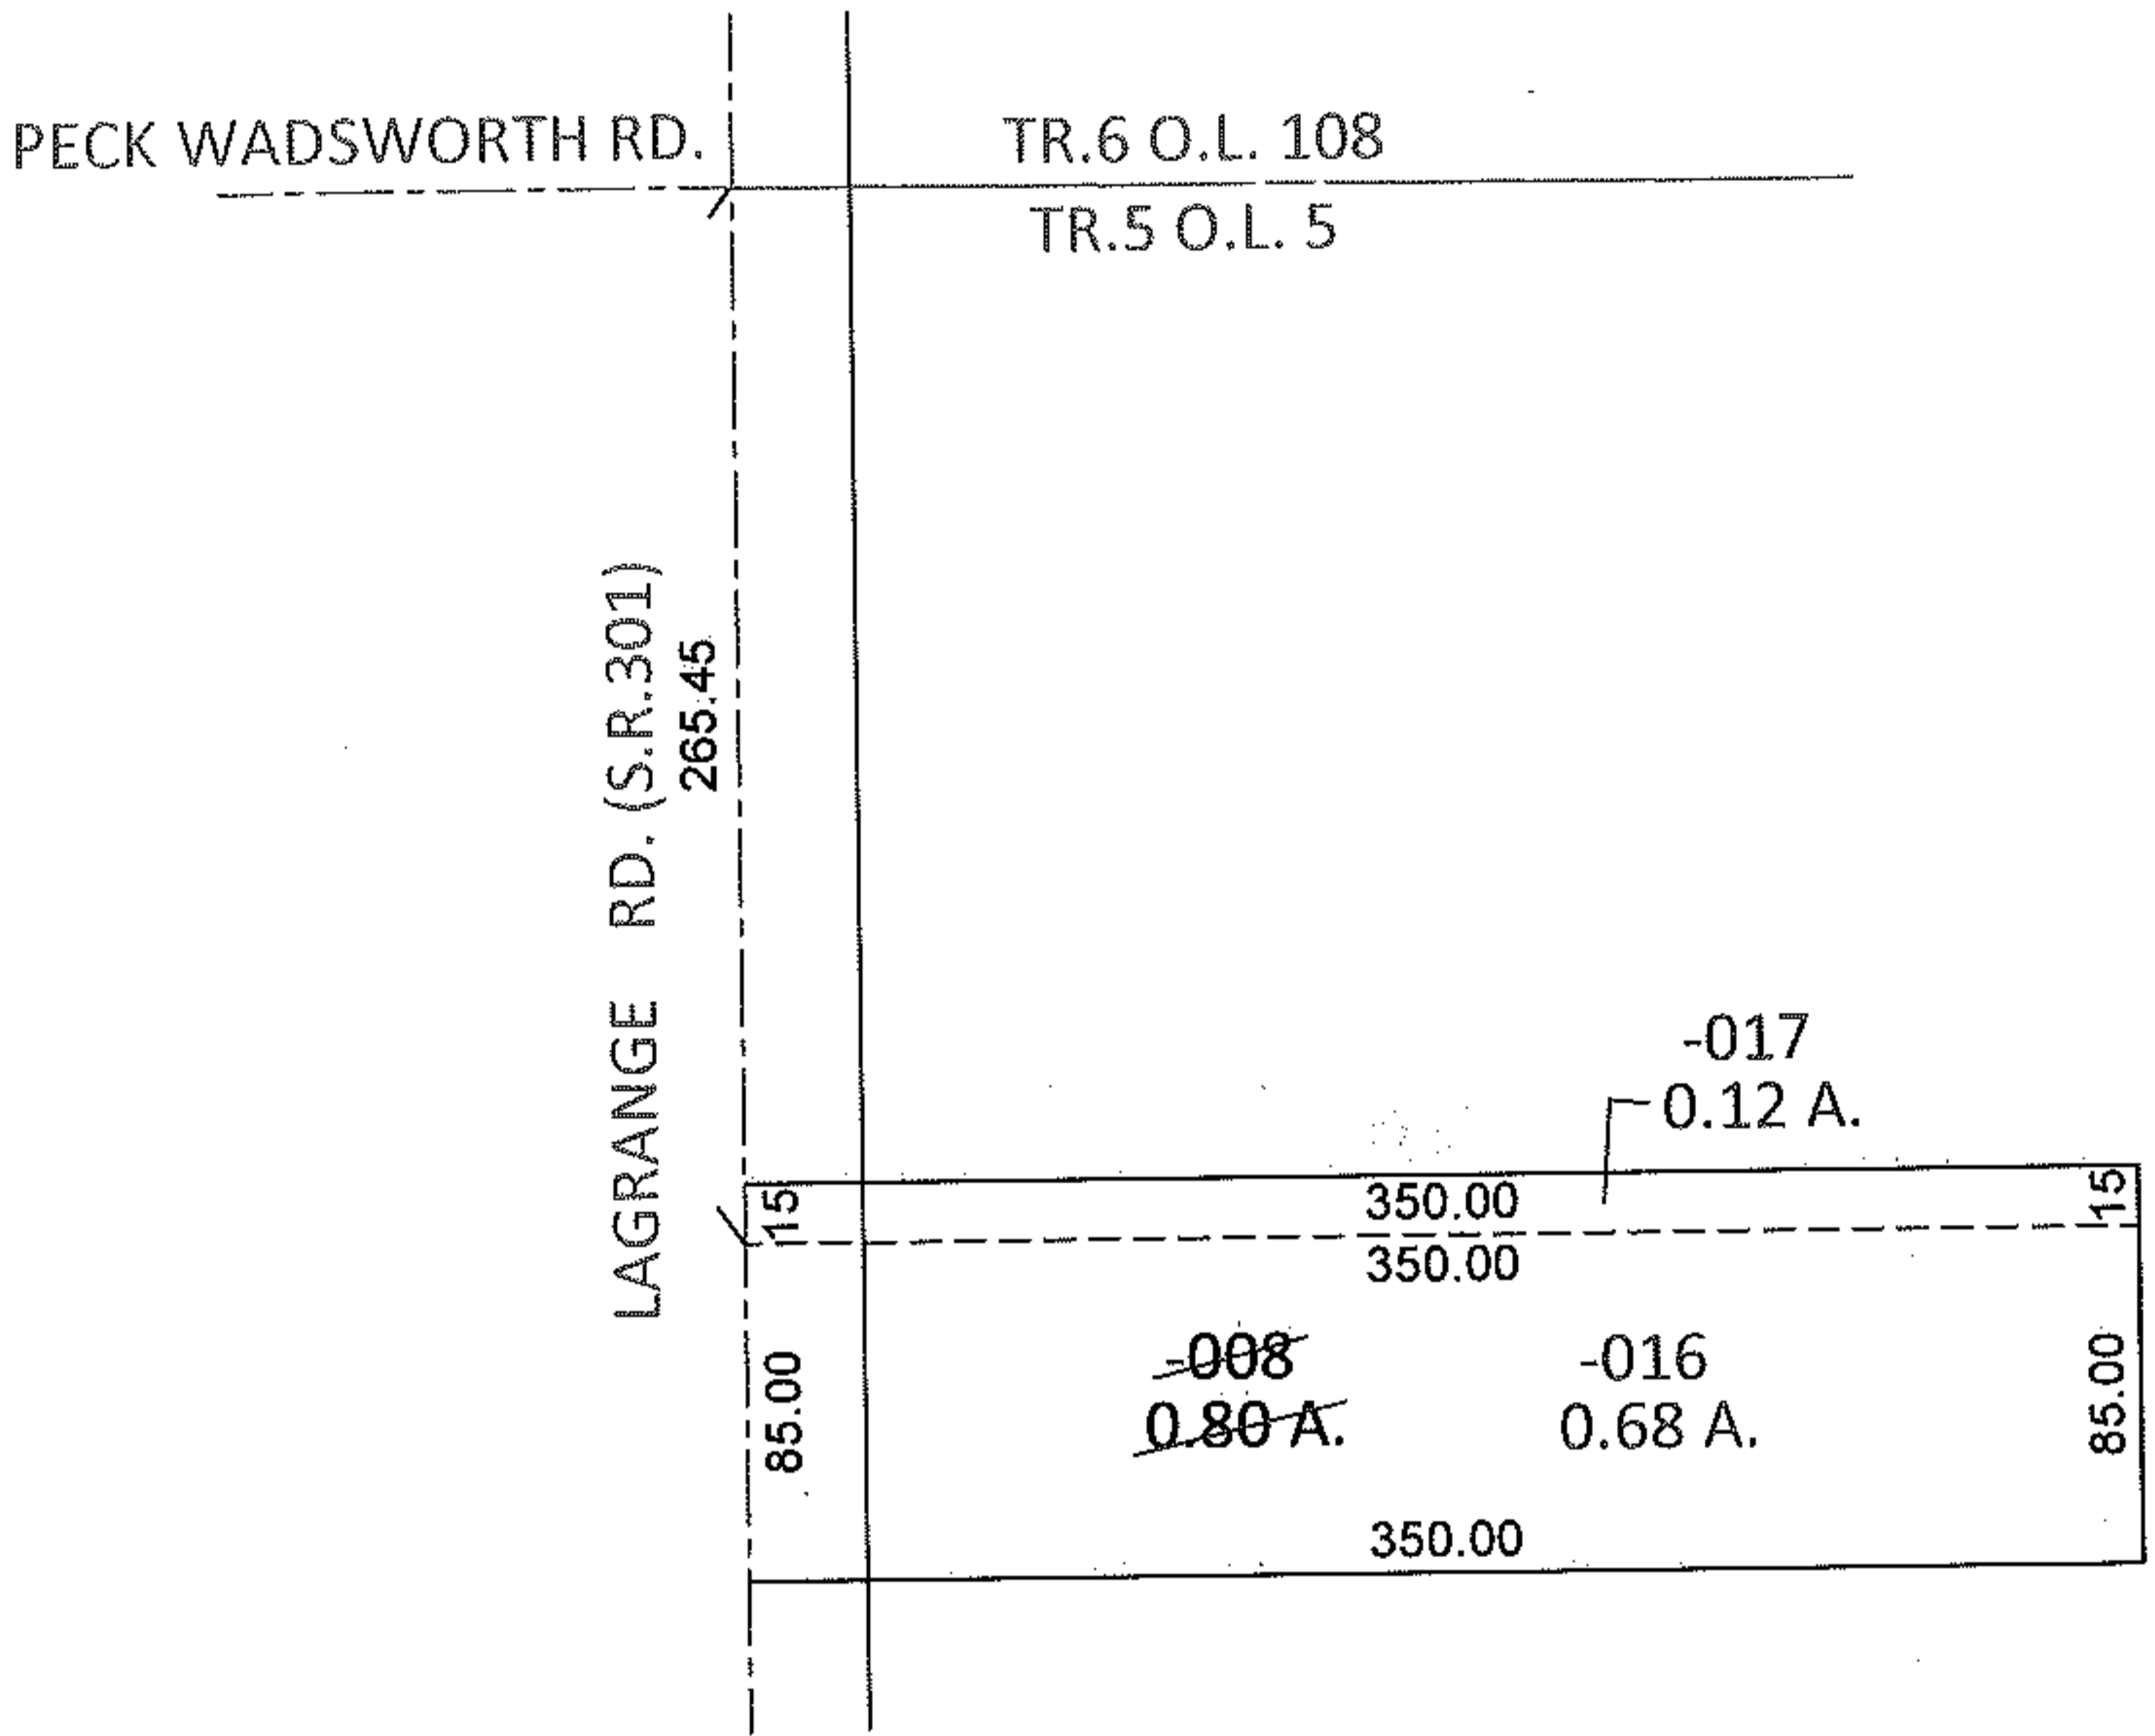 PECK WADSWORTH RD.
TR.6 O.L. 108
TR.5 O.L. 5
LAGRANGE RD. (S.R.301)
265.45
-017
0.12 A.
15
350.00
15
350.00
85.00
-008
0.80 A.
-016
0.68 A.
85.00
350.00